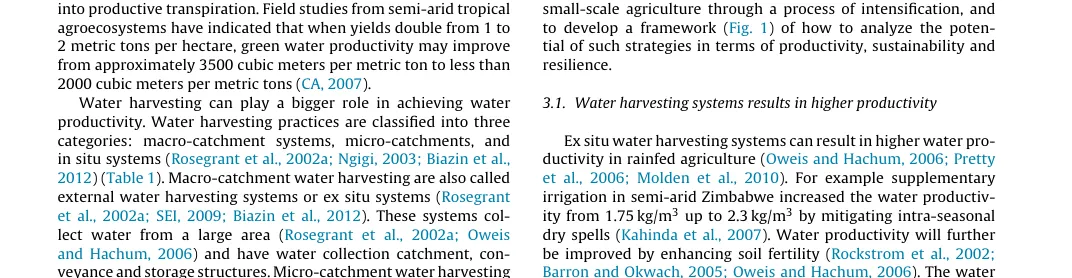 into productive transpiration. Field studies from semi-arid tropical
agroecosystems have indicated that when yields double from 1 to
2 metric tons per hectare, green water productivity may improve
from approximately 3500 cubic meters per metric ton to less than
2000 cubic meters per metric tons (CA, 2007).
Water harvesting can play a bigger role in achieving water
productivity. Water harvesting practices are classified into three
categories: macro-catchment systems, micro-catchments, and
in situ systems (Rosegrant et al., 2002a; Ngigi, 2003; Biazin et al.,
2012) (Table 1). Macro-catchment water harvesting are also called
external water harvesting systems or ex situ systems (Rosegrant
et al., 2002a; SEI, 2009; Biazin et al., 2012). These systems col-
lect water from a large area (Rosegrant et al., 2002a; Oweis
and Hachum, 2006) and have water collection catchment, con-
veyance and storage structures. Micro-catchment water harvesting
small-scale agriculture through a process of intensification, and
to develop a framework (Fig. 1) of how to analyze the poten-
tial of such strategies in terms of productivity, sustainability and
resilience.
3.1. Water harvesting systems results in higher productivity
Ex situ water harvesting systems can result in higher water pro-
ductivity in rainfed agriculture (Oweis and Hachum, 2006; Pretty
et al., 2006; Molden et al., 2010). For example supplementary
irrigation in semi-arid Zimbabwe increased the water productiv-
ity from 1.75 kg/m³ up to 2.3 kg/m³ by mitigating intra-seasonal
dry spells (Kahinda et al., 2007). Water productivity will further
be improved by enhancing soil fertility (Rockstrom et al., 2002;
Barron and Okwach, 2005; Oweis and Hachum, 2006). The water